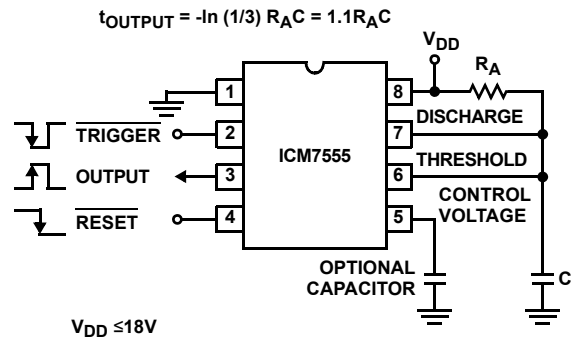 tOUTPUT = -ln (1/3) RAC = 1.1RAC
VDD
RA
1
8
DISCHARGE
TRIGGER
2
7
ICM7555
OUTPUT
3
6
THRESHOLD
CONTROL
VOLTAGE
RESET
4
5
OPTIONAL
CAPACITOR
C
VDD ≤18V